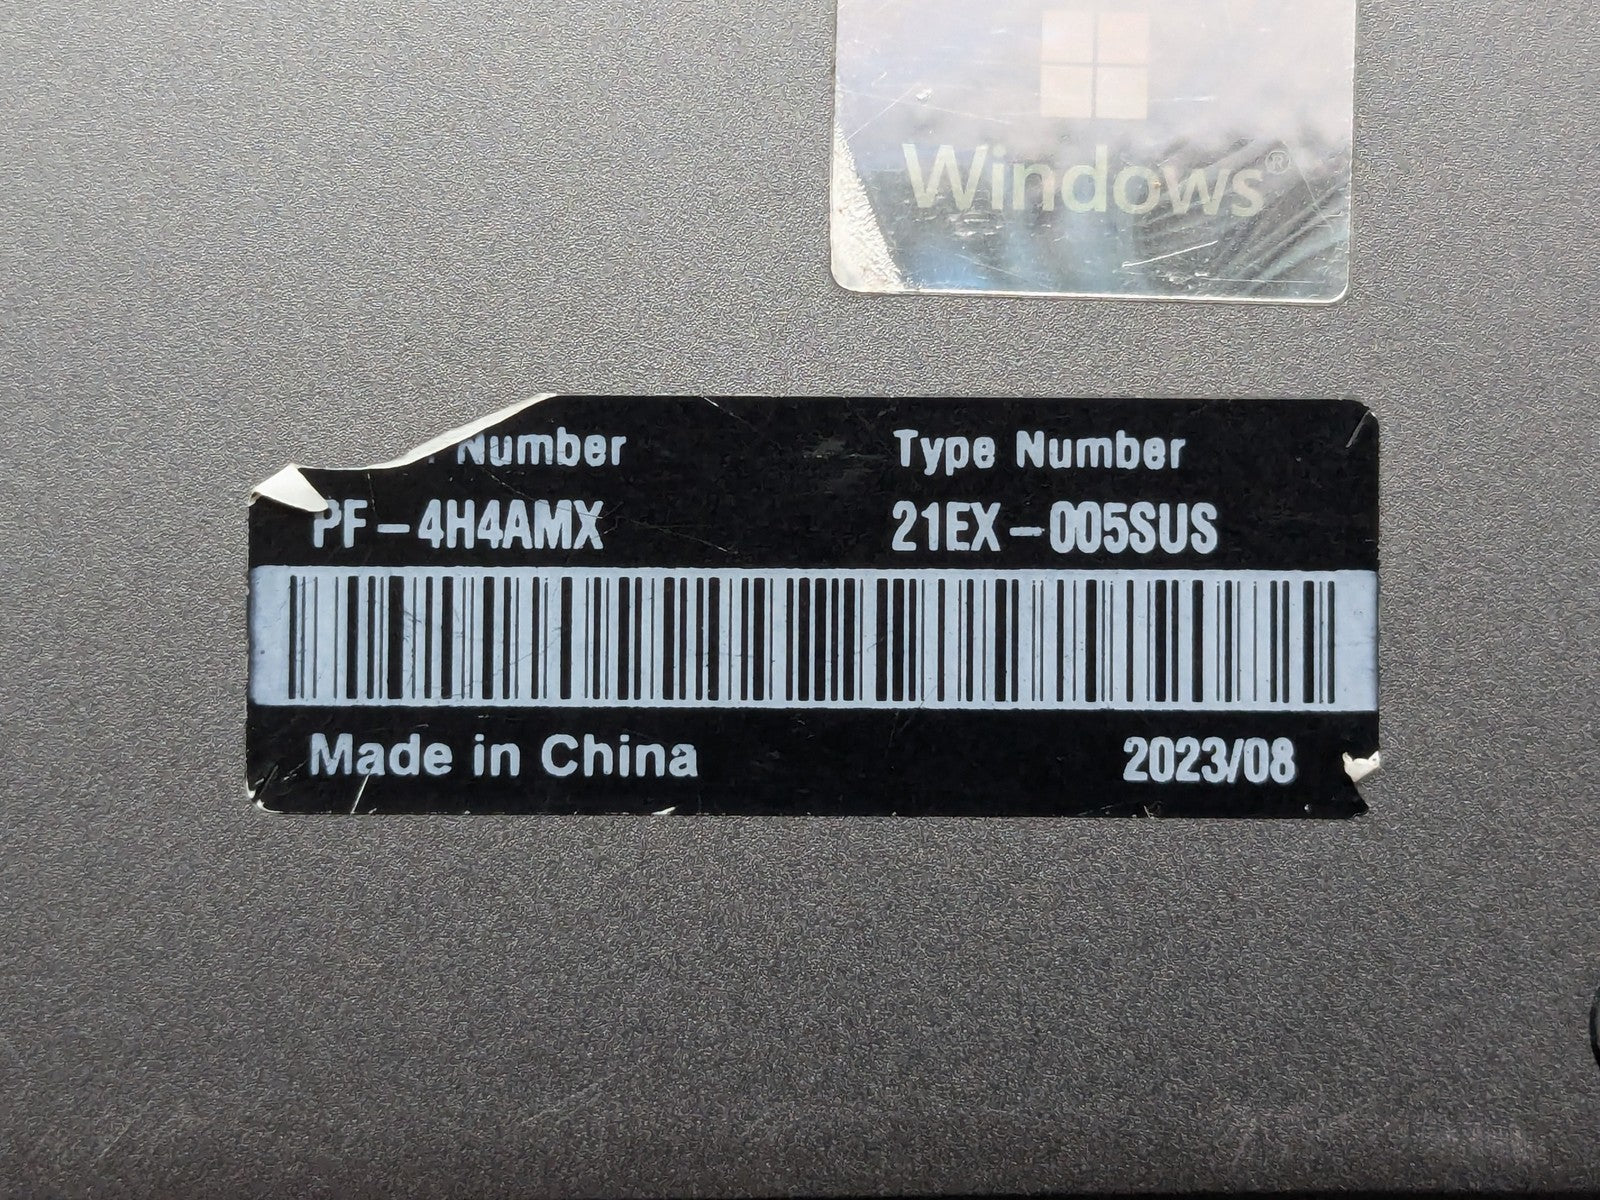 Windows®
Number
Type Number
PF-4H4AMX
21EX-005SUS
Made in China
2023/08